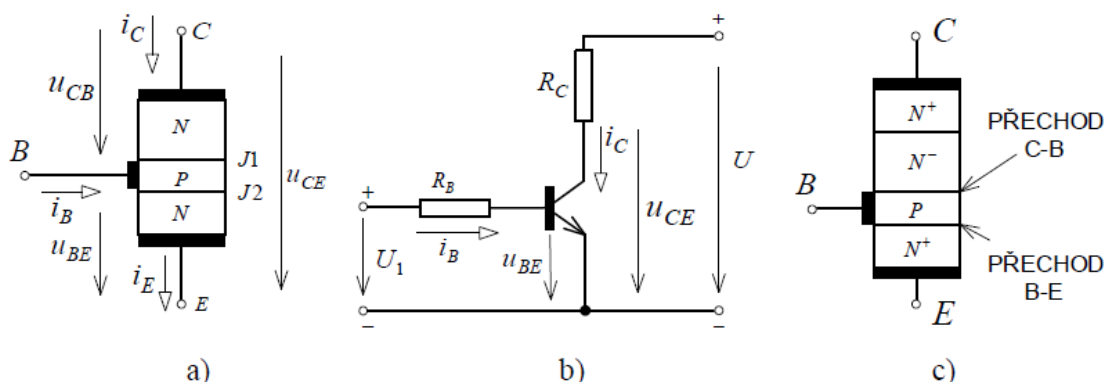 i_C
C
u_CB
N
J1
B
P
J2
i_B
N
u_BE
i_E
E
u_CE
a)
+
R_C
i_C
U
+
R_B
i_B
U_1
u_BE
u_CE
–
–
b)
C
N⁺
PŘECHOD
C-B
N⁻
B
P
N⁺
PŘECHOD
B-E
E
c)